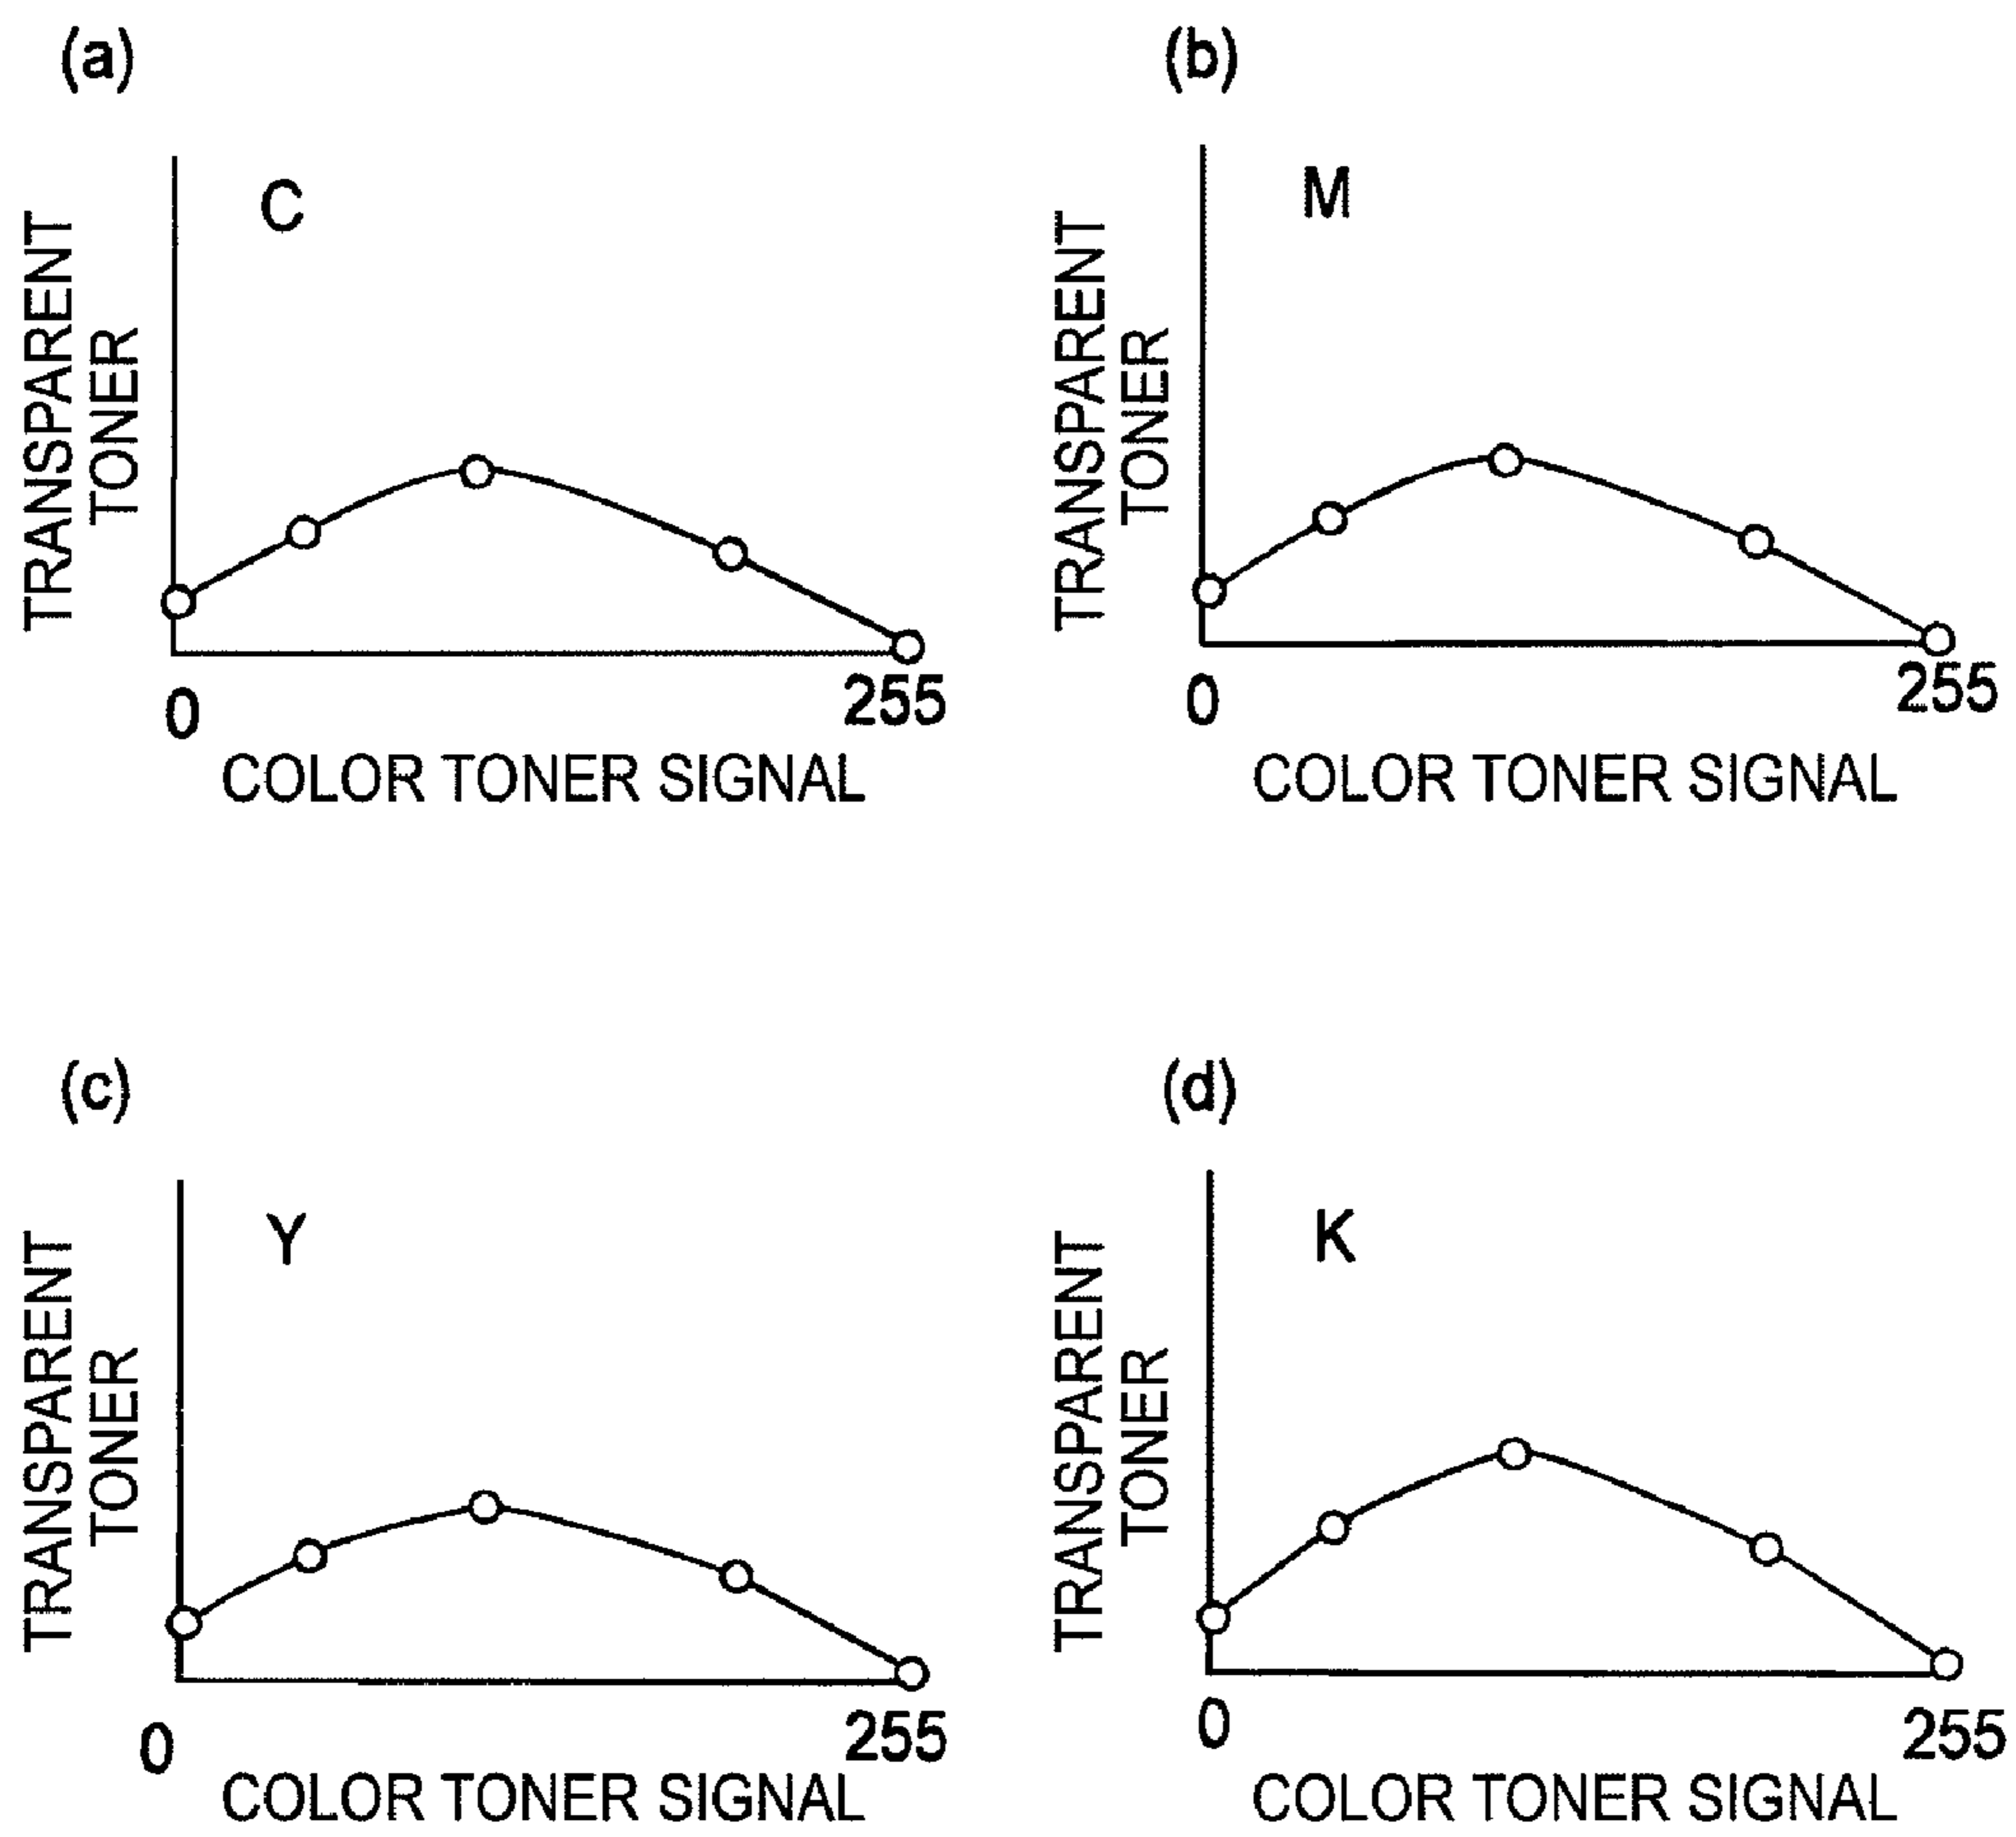 (a)
C
TRANSPARENT
TONER
0
255
COLOR TONER SIGNAL
(b)
M
TRANSPARENT
TONER
0
255
COLOR TONER SIGNAL
(c)
Y
TRANSPARENT
TONER
0
255
COLOR TONER SIGNAL
(d)
K
TRANSPARENT
TONER
0
255
COLOR TONER SIGNAL